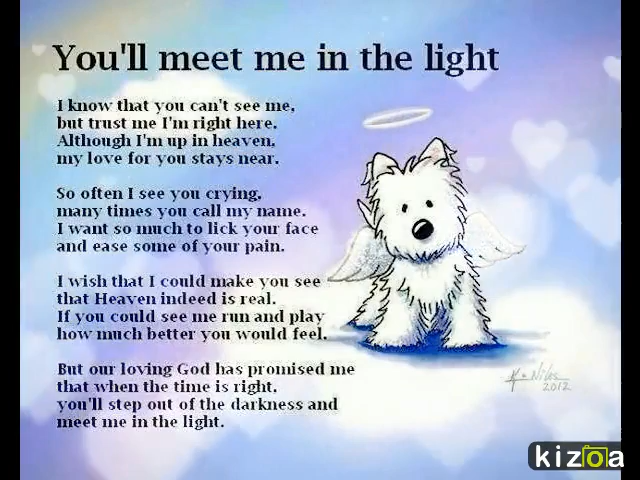 You'll meet me in the light
I know that you can't see me,
but trust me I'm right here.
Although I'm up in heaven,
my love for you stays near.
So often I see you crying,
many times you call my name.
I want so much to lick your face
and ease some of your pain.
I wish that I could make you see
that Heaven indeed is real.
If you could see me run and play
how much better you would feel.
But our loving God has promised me
that when the time is right,
you'll step out of the darkness and
meet me in the light.
Niles
2012
kizoa